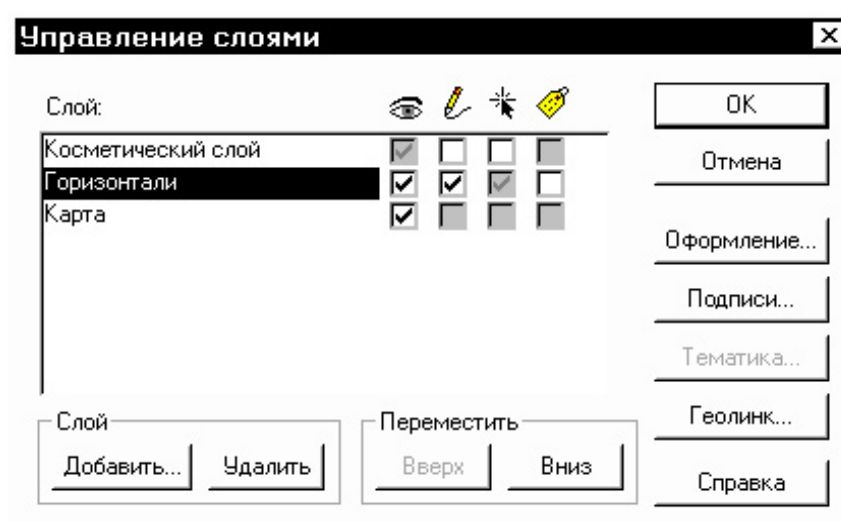 Управление слоями
Слой:
Косметический слой
Горизонтали
Карта
OK
Отмена
Оформление...
Подписи...
Тематика...
Геолинк...
Справка
Слой
Добавить...
Удалить
Переместить
Вверх
Вниз